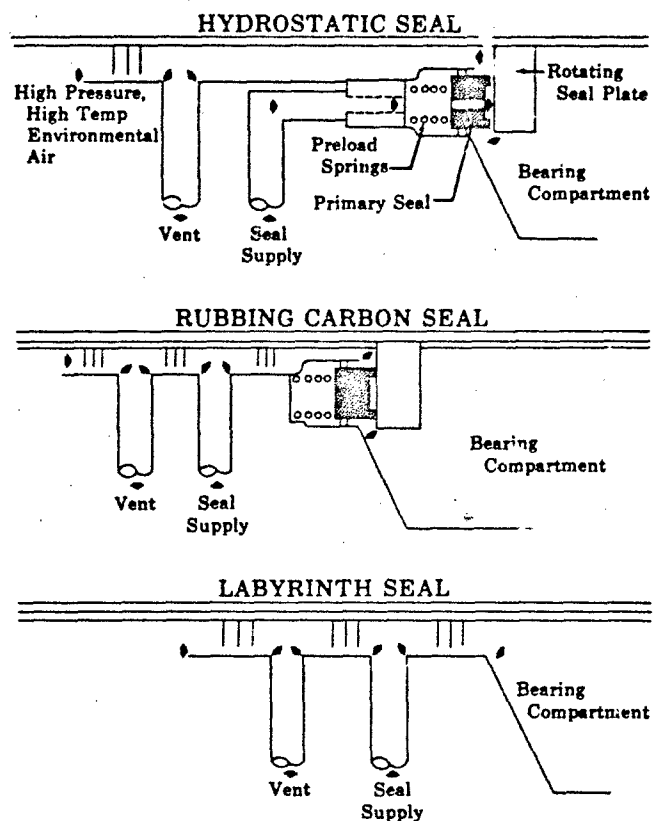 HYDROSTATIC SEAL
High Pressure,
High Temp
Environmental
Air
Rotating
Seal Plate
Preload
Springs
Primary Seal
Bearing
Compartment
Vent
Seal
Supply
RUBBING CARBON SEAL
Bearing
Compartment
Vent
Seal
Supply
LABYRINTH SEAL
Bearing
Compartment
Vent
Seal
Supply